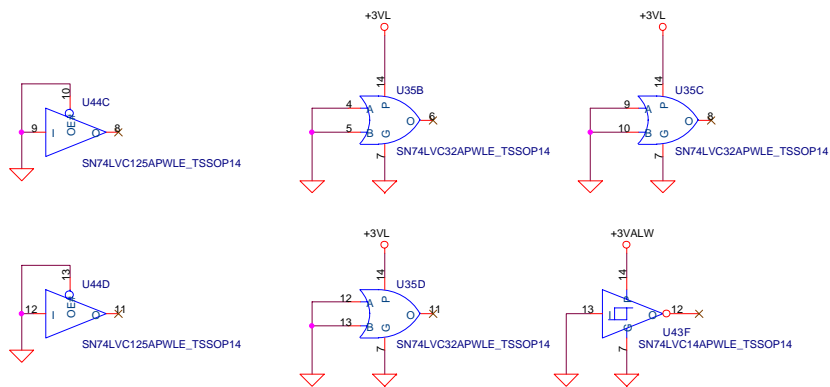 +3VL
+3VL
10
U44C
OE#
9
I
O
8
SN74LVC125APWLE_TSSOP14
14
U35B
4
A
P
5
B
G
O
6
7
SN74LVC32APWLE_TSSOP14
14
U35C
9
A
P
10
B
G
O
8
7
SN74LVC32APWLE_TSSOP14
+3VL
+3VALW
13
U44D
OE#
12
I
O
11
SN74LVC125APWLE_TSSOP14
14
U35D
12
A
P
13
B
G
O
11
7
SN74LVC32APWLE_TSSOP14
14
P
13
I
O
12
G
U43F
7
SN74LVC14APWLE_TSSOP14